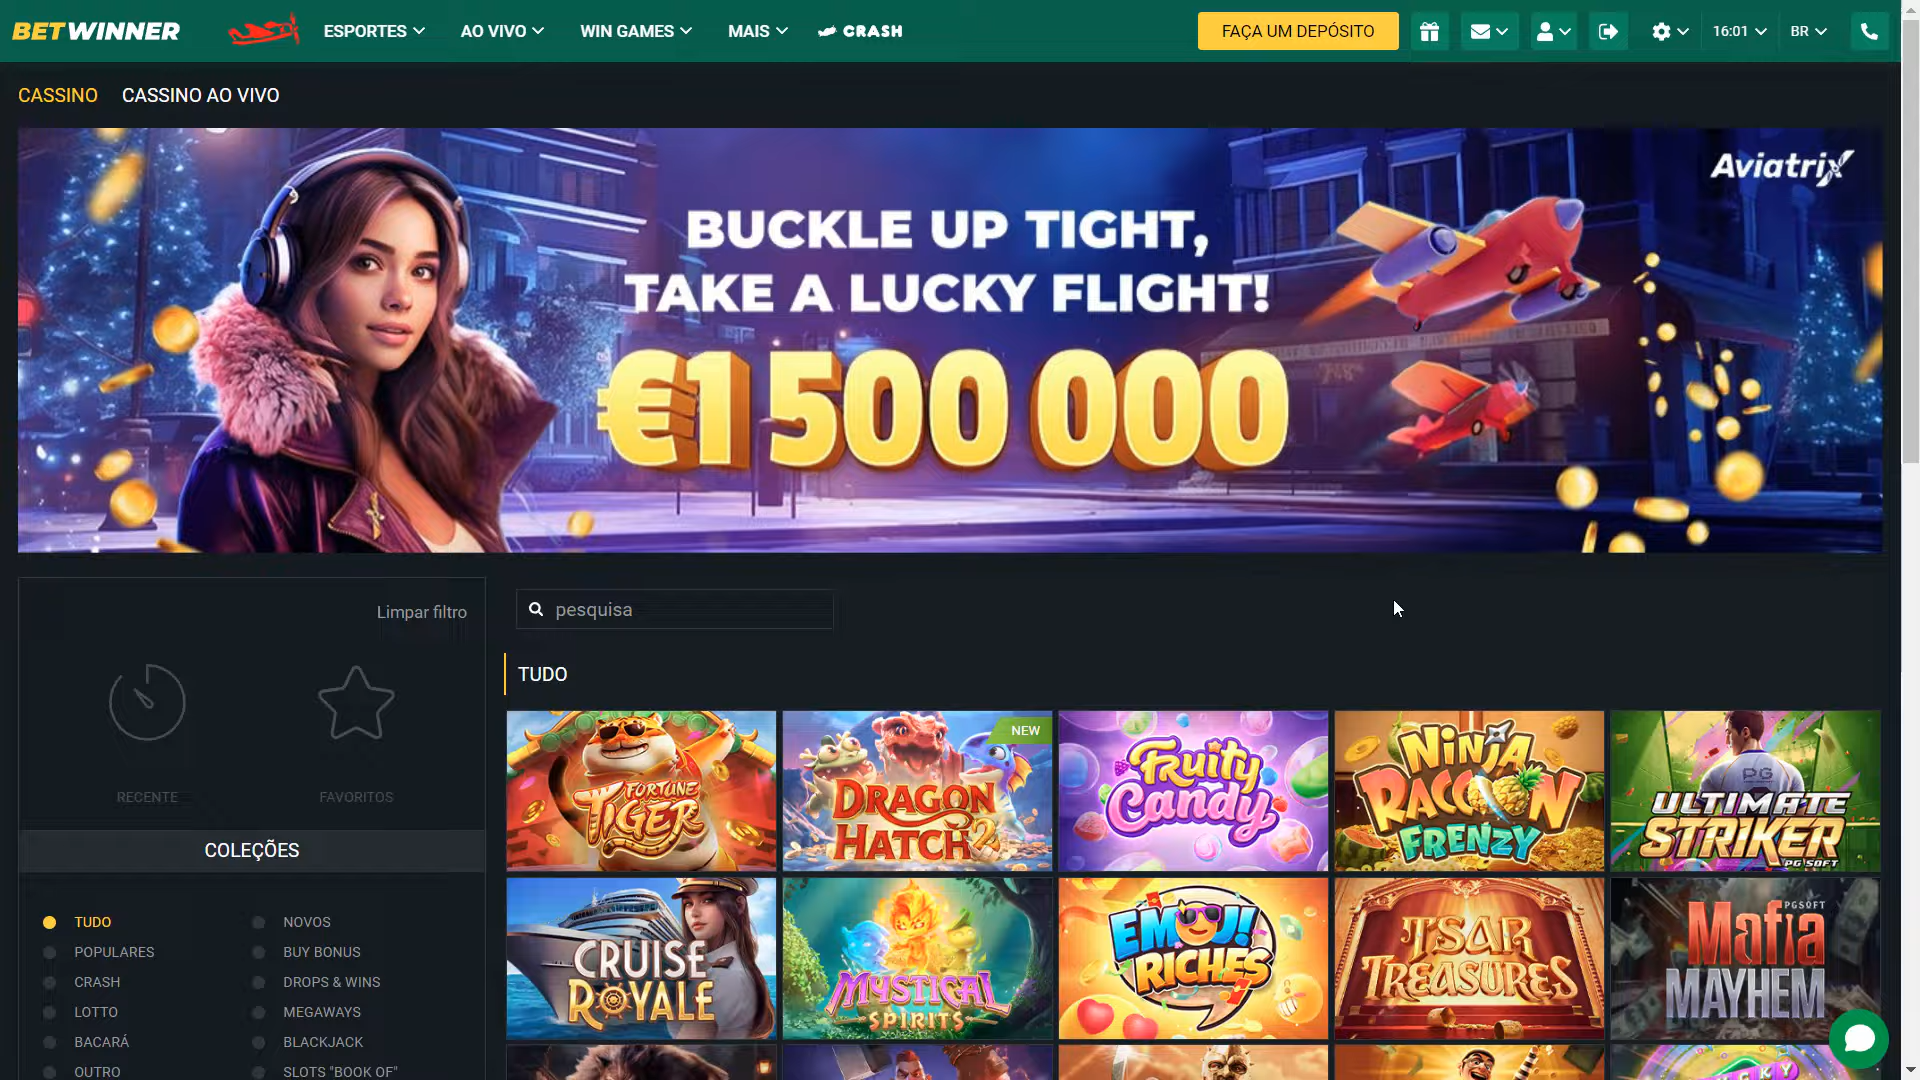 BETWINNER ESPORTES AO VIVO WIN GAMES MAIS CRASH FAÇA UM DEPÓSITO 16:01 BR
CASSINO CASSINO AO VIVO
Aviatrix
BUCKLE UP TIGHT,
TAKE A LUCKY FLIGHT!
€1 500 000
Limpar filtro
pesquisa
TUDO
RECENTE FAVORITOS
FORTUNE
TIGER
NEW
DRAGON
HATCH 2
Fruity
Candy
NINJA
RACCOON
FRENZY
PG
ULTIMATE
STRIKER
PG SOFT
COLEÇÕES
CRUISE
ROYALE
MYSTICAL
SPIRITS
EMOJI!
RICHES
TSAR
TREASURES
PGSOFT
Mafia
MAYHEM
TUDO NOVOS
POPULARES BUY BONUS
CRASH DROPS & WINS
LOTTO MEGAWAYS
BACARÁ BLACKJACK
OUTRO SLOTS "BOOK OF"
LUCKY